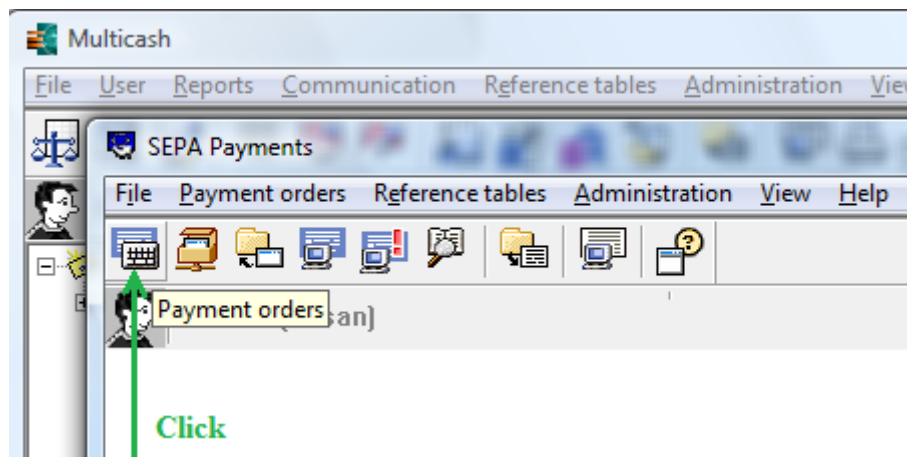 Multicash
File User Reports Communication Reference tables Administration
SEPA Payments
File Payment orders Reference tables Administration View Help
Payment orders
Click